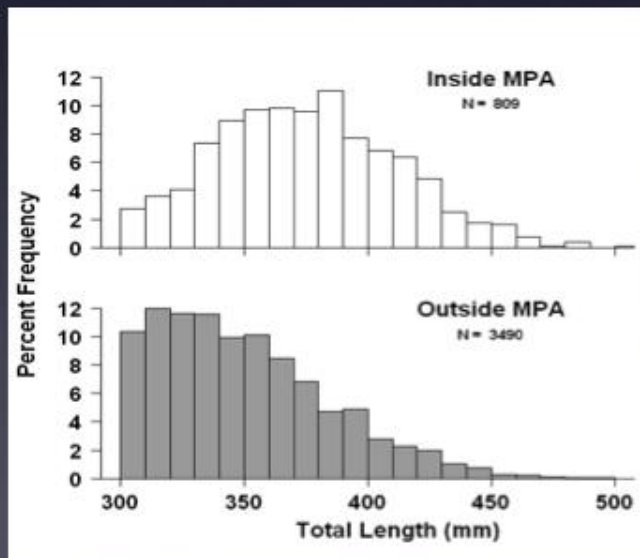 12
10
8
6
4
2
0
Inside MPA
N = 809
Percent Frequency
12
10
8
6
4
2
0
Outside MPA
N = 3490
300 350 400 450 500
Total Length (mm)